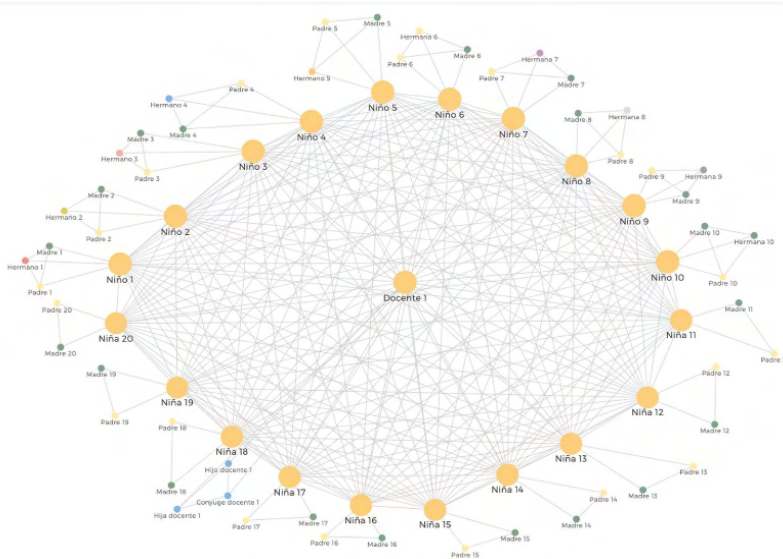 Padre 5
Madre 5
Hermano 5
Niño 5
Hermana 6
Padre 6
Madre 6
Niño 6
Hermana 7
Padre 7
Madre 7
Niño 7
Hermano 4
Padre 4
Madre 4
Niño 4
Madre 8
Hermana 8
Padre 8
Niño 8
Madre 3
Hermano 3
Padre 3
Niño 3
Padre 9
Hermana 9
Madre 9
Niño 9
Madre 2
Hermano 2
Padre 2
Niño 2
Madre 10
Hermana 10
Padre 10
Niño 10
Madre 1
Hermano 1
Padre 1
Niño 1
Docente 1
Padre 20
Madre 20
Niña 20
Madre 11
Padre
Niña 11
Madre 19
Padre 19
Niña 19
Padre 12
Madre 12
Niña 12
Padre 18
Madre 18
Niña 18
Hijo docente 1
Conyuge docente 1
Hija docente 1
Padre 13
Madre 13
Niña 13
Padre 17
Madre 17
Niña 17
Padre 14
Madre 14
Niña 14
Padre 16
Madre 16
Niña 16
Madre 15
Padre 15
Niña 15